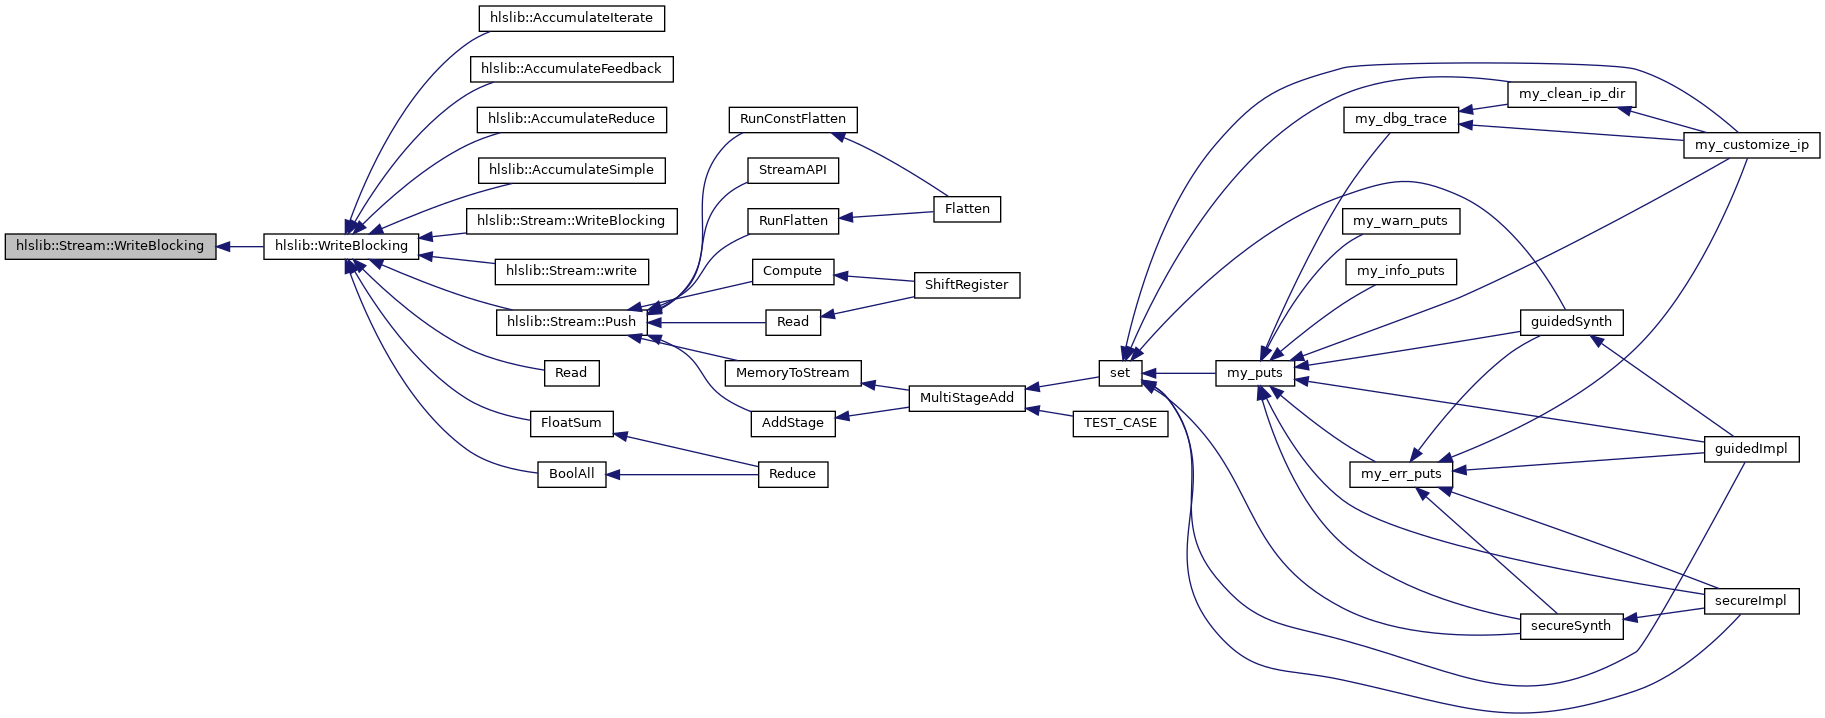 hlslib::AccumulateIterate
hlslib::AccumulateFeedback
hlslib::AccumulateReduce
hlslib::AccumulateSimple
hlslib::Stream::WriteBlocking
hlslib::Stream::WriteBlocking
hlslib::WriteBlocking
hlslib::Stream::write
hlslib::Stream::Push
Read
FloatSum
BoolAll
RunConstFlatten
StreamAPI
RunFlatten
Compute
Read
MemoryToStream
AddStage
Reduce
Flatten
ShiftRegister
MultiStageAdd
set
TEST_CASE
my_puts
my_dbg_trace
my_warn_puts
my_info_puts
my_err_puts
my_clean_ip_dir
guidedSynth
secureSynth
my_customize_ip
guidedImpl
secureImpl